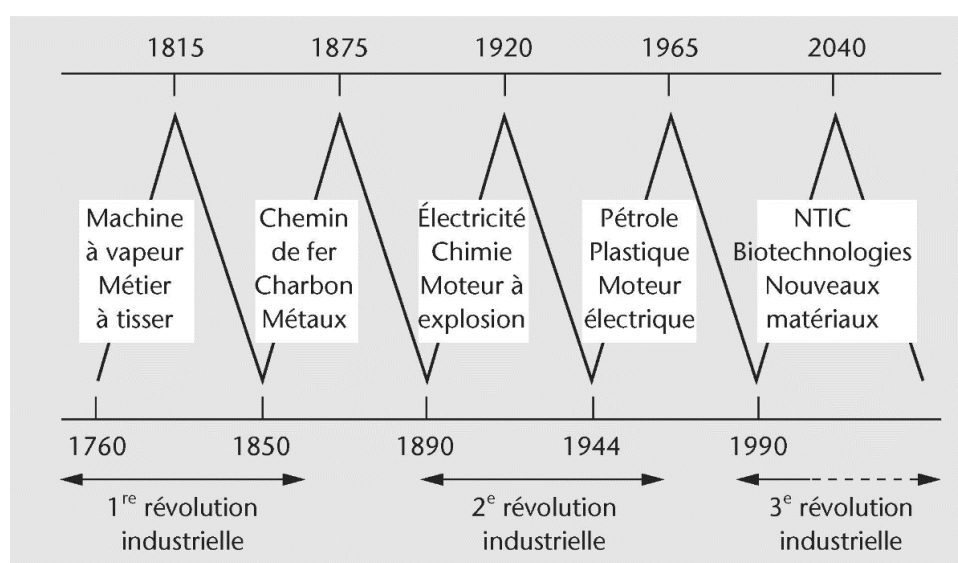 1815 1875 1920 1965 2040
Machine
à vapeur
Métier
à tisser
Chemin
de fer
Charbon
Métaux
Électricité
Chimie
Moteur à
explosion
Pétrole
Plastique
Moteur
électrique
NTIC
Biotechnologies
Nouveaux
matériaux
1760 1850 1890 1944 1990
1re révolution
industrielle
2e révolution
industrielle
3e révolution
industrielle